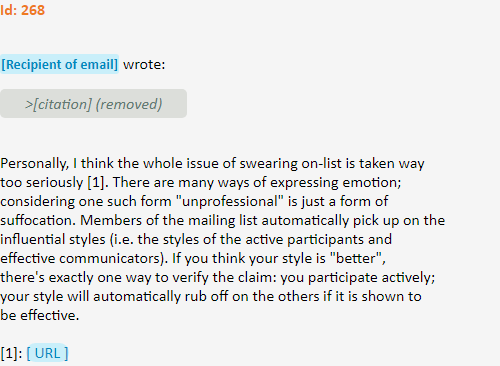 Id: 268
[Recipient of email] wrote:
>[citation] (removed)
Personally, I think the whole issue of swearing on-list is taken way
too seriously [1]. There are many ways of expressing emotion;
considering one such form "unprofessional" is just a form of
suffocation. Members of the mailing list automatically pick up on the
influential styles (i.e. the styles of the active participants and
effective communicators). If you think your style is "better",
there's exactly one way to verify the claim: you participate actively;
your style will automatically rub off on the others if it is shown to
be effective.
[1]: [ URL ]